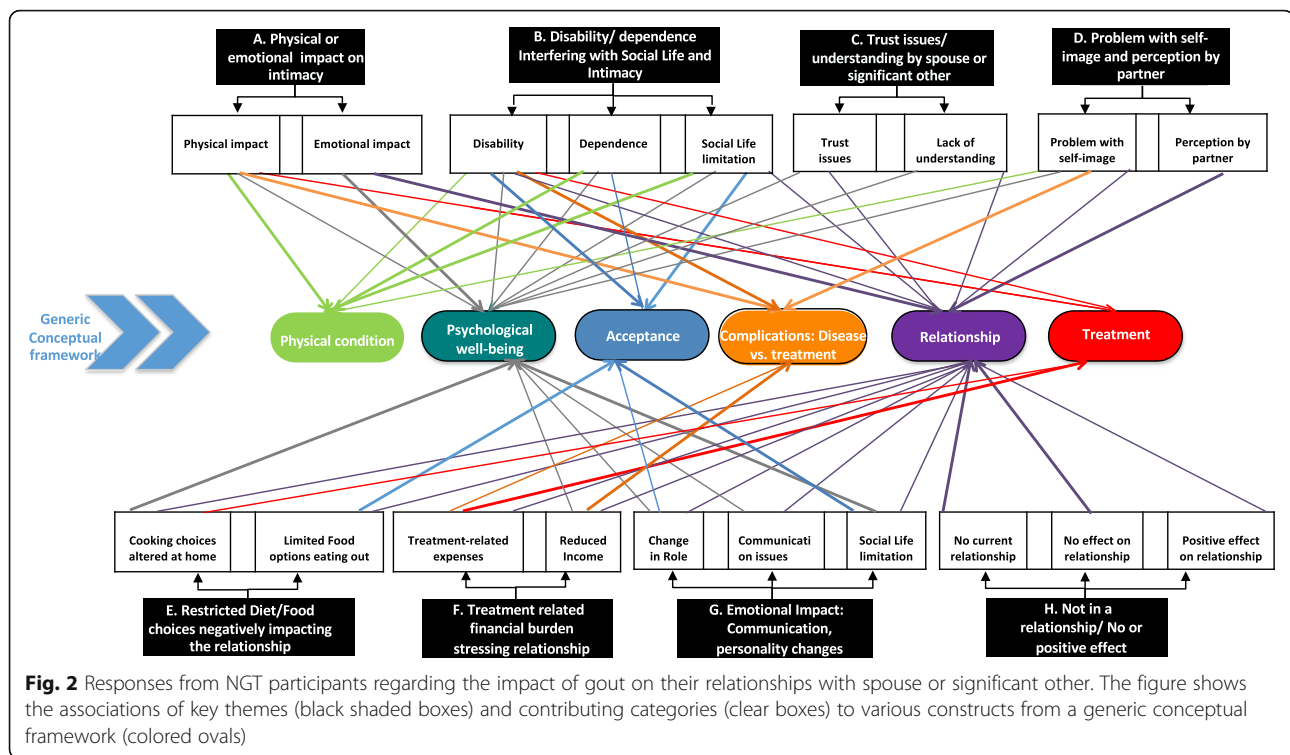 A. Physical or
emotional impact on
intimacy
B. Disability/ dependence
Interfering with Social Life and
Intimacy
C. Trust issues/
understanding by spouse or
significant other
D. Problem with self-
image and perception by
partner
Physical impact
Emotional impact
Disability
Dependence
Social Life
limitation
Trust
issues
Lack of
understanding
Problem with
self-image
Perception by
partner
Generic
Conceptual
framework
Physical condition
Psychological
well-being
Acceptance
Complications: Disease
vs. treatment
Relationship
Treatment
Cooking choices
altered at home
Limited Food
options eating out
Treatment-related
expenses
Reduced
Income
Change
in Role
Communicati
on issues
Social Life
limitation
No current
relationship
No effect on
relationship
Positive effect
on relationship
E. Restricted Diet/Food
choices negatively impacting
the relationship
F. Treatment related
financial burden
stressing relationship
G. Emotional Impact:
Communication,
personality changes
H. Not in a
relationship/ No or
positive effect
Fig. 2 Responses from NGT participants regarding the impact of gout on their relationships with spouse or significant other. The figure shows
the associations of key themes (black shaded boxes) and contributing categories (clear boxes) to various constructs from a generic conceptual
framework (colored ovals)